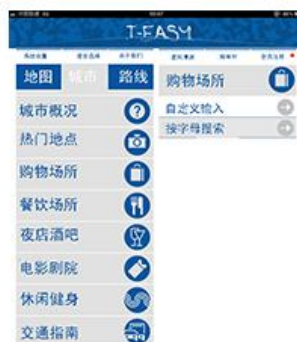 T-EASY
地图 城市 路线
城市概况
热门地点
购物场所
餐饮场所
夜店酒吧
电影剧院
休闲健身
交通指南
购物场所
自定义输入
按字母搜索